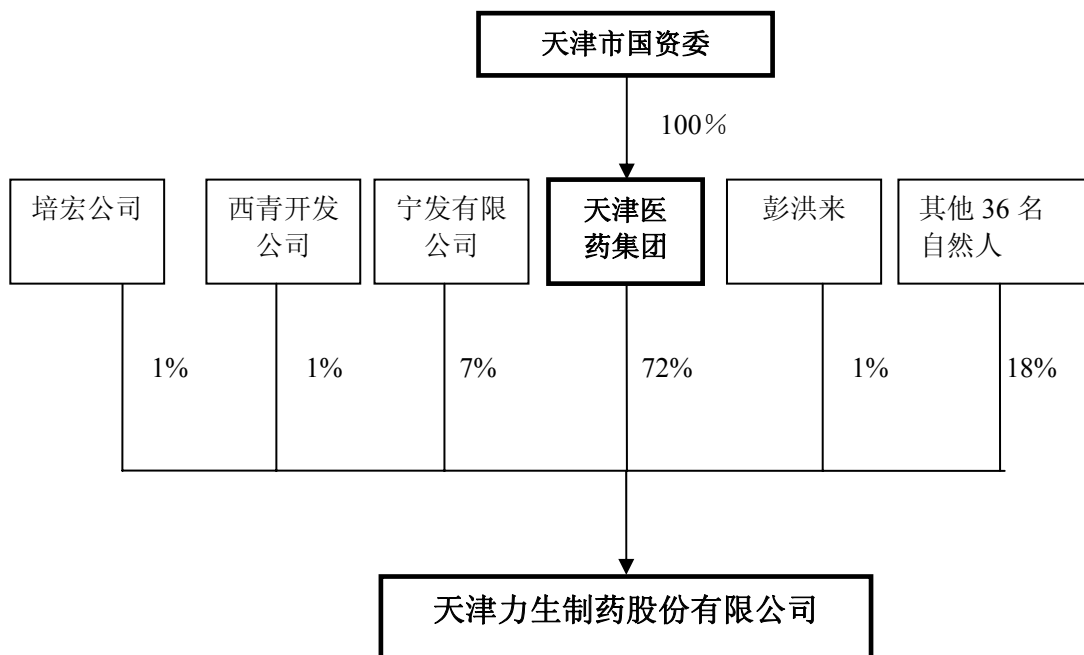 天津市国资委
100％
培宏公司
西青开发
公司
宁发有限
公司
天津医
药集团
彭洪来
其他 36 名
自然人
1%
1%
7%
72%
1%
18%
天津力生制药股份有限公司